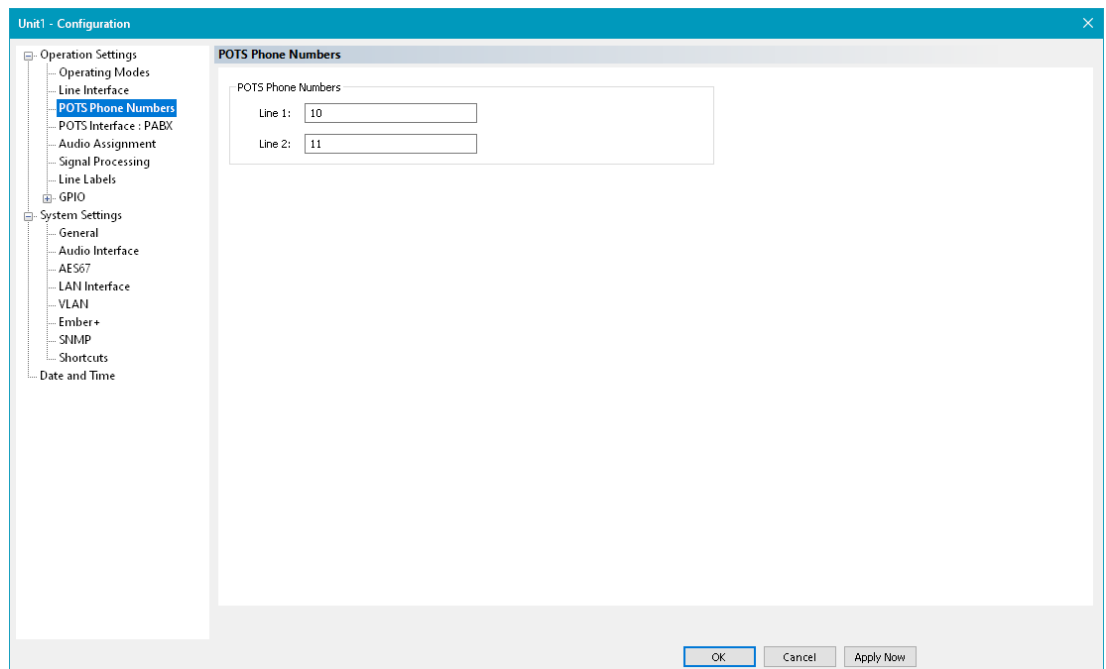 Unit1 - Configuration
Operation Settings
Operating Modes
Line Interface
POTS Phone Numbers
POTS Interface : PABX
Audio Assignment
Signal Processing
Line Labels
GPIO
System Settings
General
Audio Interface
AES67
LAN Interface
VLAN
Ember+
SNMP
Shortcuts
Date and Time
POTS Phone Numbers
POTS Phone Numbers
Line 1: 10
Line 2: 11
OK Cancel Apply Now